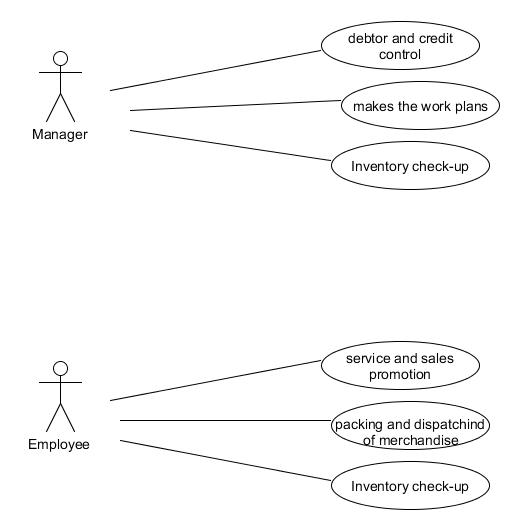 debtor and credit
control
makes the work plans
Manager
Inventory check-up
service and sales
promotion
packing and dispatchind
of merchandise
Employee
Inventory check-up